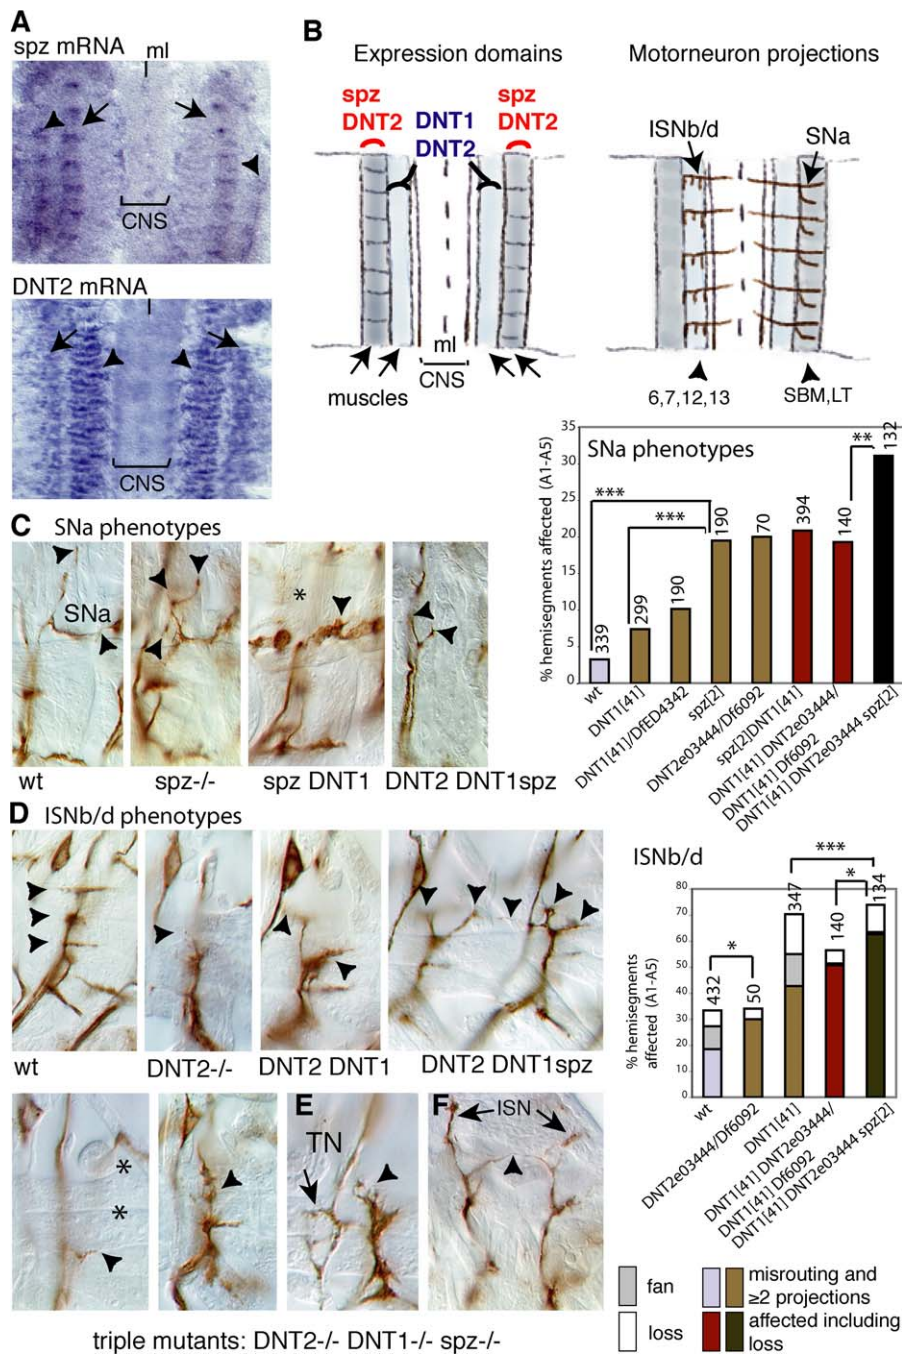 A
spz mRNA
ml
CNS
DNT2 mRNA
CNS
B
Expression domains
Motorneuron projections
spz
DNT2
DNT1
DNT2
spz
DNT2
ISNb/d
SNa
ml
CNS
muscles
6,7,12,13
SBM,LT
C SNa phenotypes
SNa
*
wt
spz-/-
spz DNT1
DNT2 DNT1spz
SNa phenotypes
% hemisegments affected (A1-A5)
35
25
20
15
10
5
0
***
***
**
339
299
190
190
70
394
140
132
wt
DNT1[41]
DNT1[41]/DfED4342
spz[2]
DNT2e03444/Df6092
spz[2]DNT1[41]
DNT1[41] DNT2e03444/
DNT1[41] Df6092
DNT1[41] DNT2e03444 spz[2]
D ISNb/d phenotypes
wt
DNT2-/-
DNT2 DNT1
DNT2 DNT1spz
*
*
E
TN
F
ISN
triple mutants: DNT2-/- DNT1-/- spz-/-
ISNb/d
% hemisegments
affected (A1-A5)
80
70
60
50
40
30
20
10
0
*
***
*
432
50
347
140
134
wt
DNT2e03444/Df6092
DNT1[41]
DNT1[41] DNT2e03444/
DNT1[41] Df6092
DNT1[41] DNT2e03444 spz[2]
fan
loss
misrouting and
≥2 projections
affected including
loss